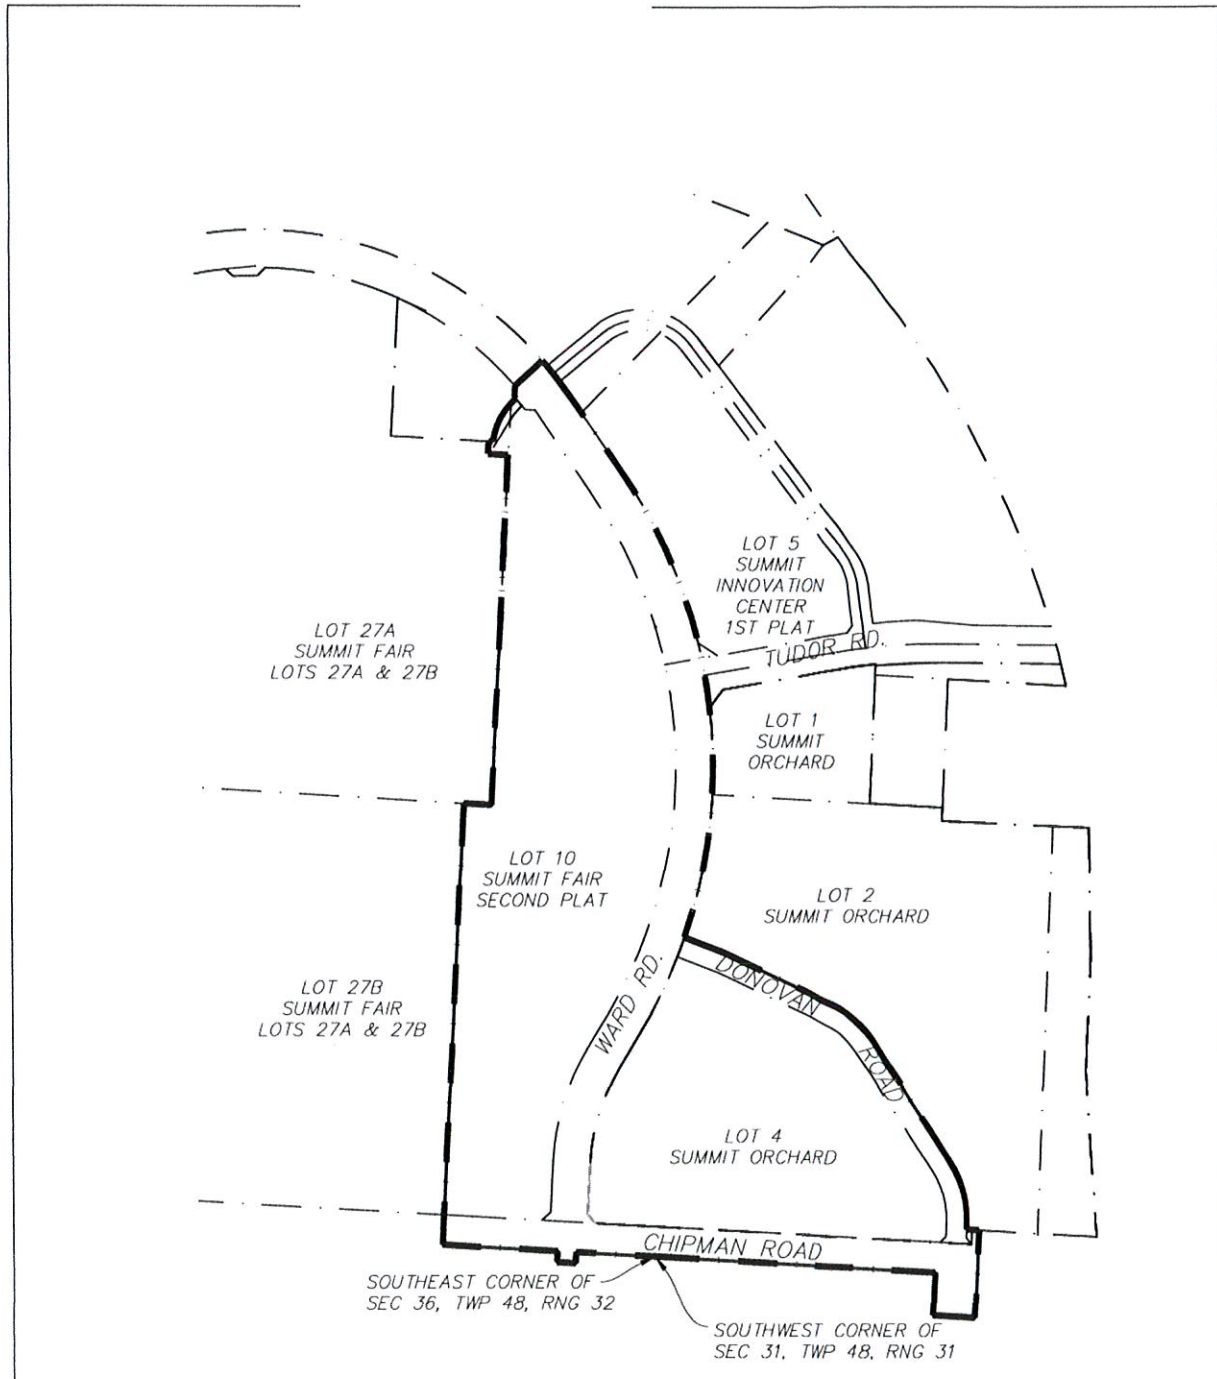 LOT 5
SUMMIT
INNOVATION
CENTER
1ST PLAT
TUDOR RD.
LOT 27A
SUMMIT FAIR
LOTS 27A & 27B
LOT 1
SUMMIT
ORCHARD
LOT 10
SUMMIT FAIR
SECOND PLAT
LOT 2
SUMMIT ORCHARD
WARD RD.
DONOVAN
ROAD
LOT 27B
SUMMIT FAIR
LOTS 27A & 27B
LOT 4
SUMMIT ORCHARD
CHIPMAN ROAD
SOUTHEAST CORNER OF
SEC 36, TWP 48, RNG 32
SOUTHWEST CORNER OF
SEC 31, TWP 48, RNG 31